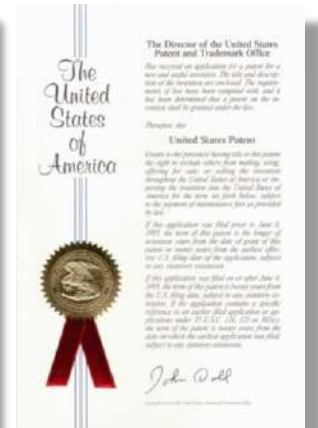 The
United
States
of
America
The Director of the United States
Patent and Trademark Office
Has received an application for a patent for a
new and useful invention. The title and descrip-
tion of the invention are enclosed. The require-
ments of law have been complied with, and it
has been determined that a patent on the in-
vention shall be granted under the law.
Therefore, this
United States Patent
Grants to the person(s) having title to this patent
the right to exclude others from making, using,
offering for sale, or selling the invention
throughout the United States of America or im-
porting the invention into the United States of
America for the term set forth below, subject
to the payment of maintenance fees as provided
by law.
If this application was filed prior to June 8,
1995, the term of this patent is the longer of
seventeen years from the date of grant of this
patent or twenty years from the earliest effec-
tive U.S. filing date of the application, subject
to any statutory extension.
If this application was filed on or after June 8,
1995, the term of this patent is twenty years from
the U.S. filing date, subject to any statutory ex-
tension. If the application contains a specific
reference to an earlier filed application or ap-
plications under 35 U.S.C. 120, 121 or 365(c),
the term of the patent is twenty years from the
date on which the earliest application was filed,
subject to any statutory extensions.
John Doll